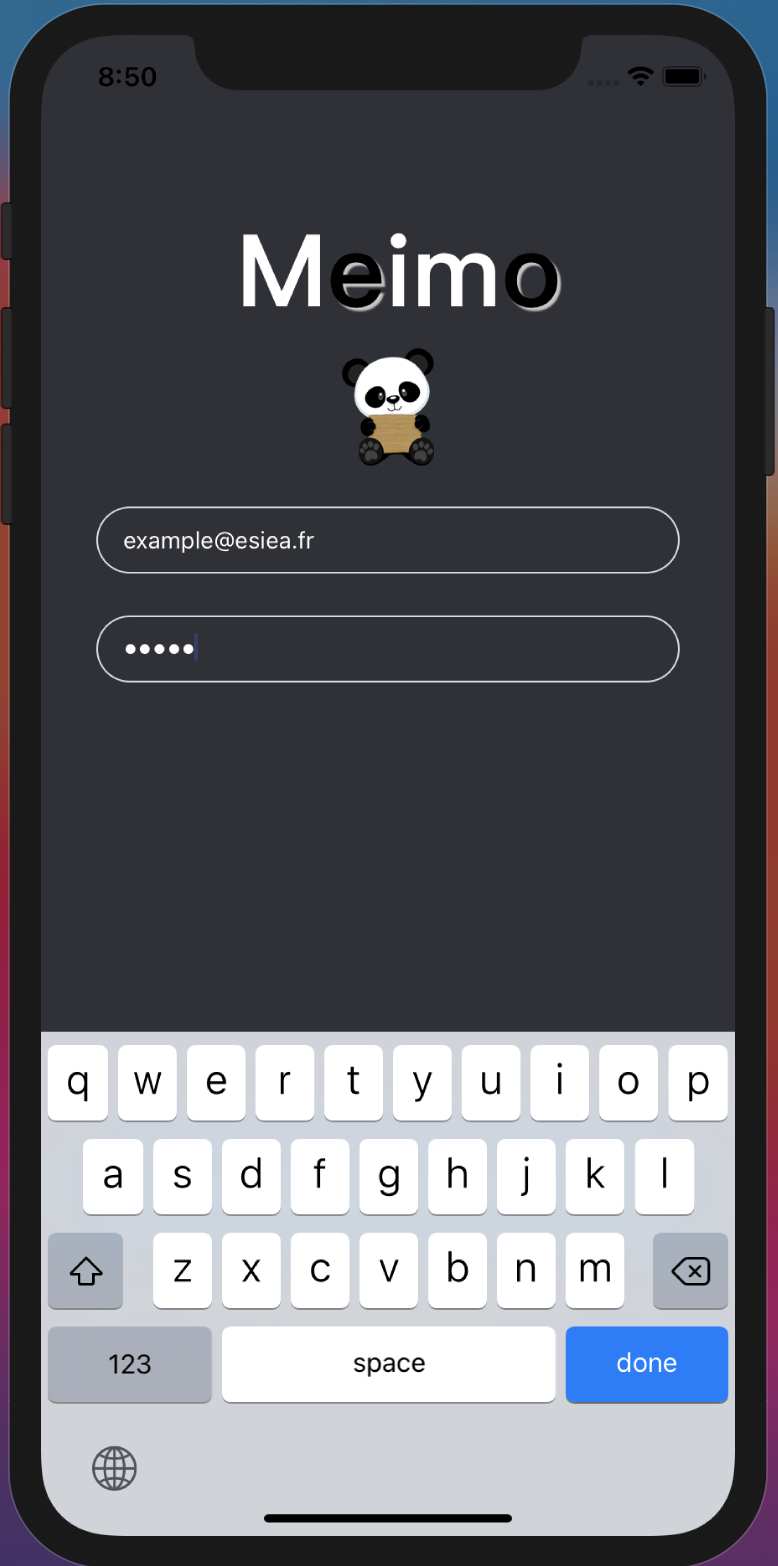 8:50
Meimo
example@esiea.fr
•••••
q w e r t y u i o p
a s d f g h j k l
z x c v b n m
123 space done